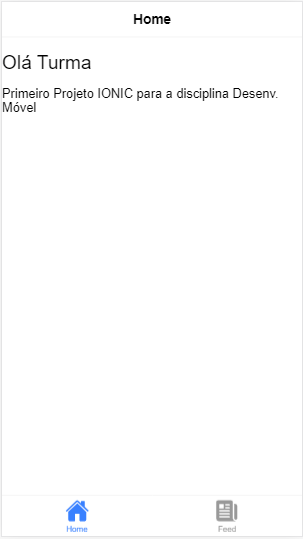 Home
Olá Turma
Primeiro Projeto IONIC para a disciplina Desenv.
Móvel
Home
Feed